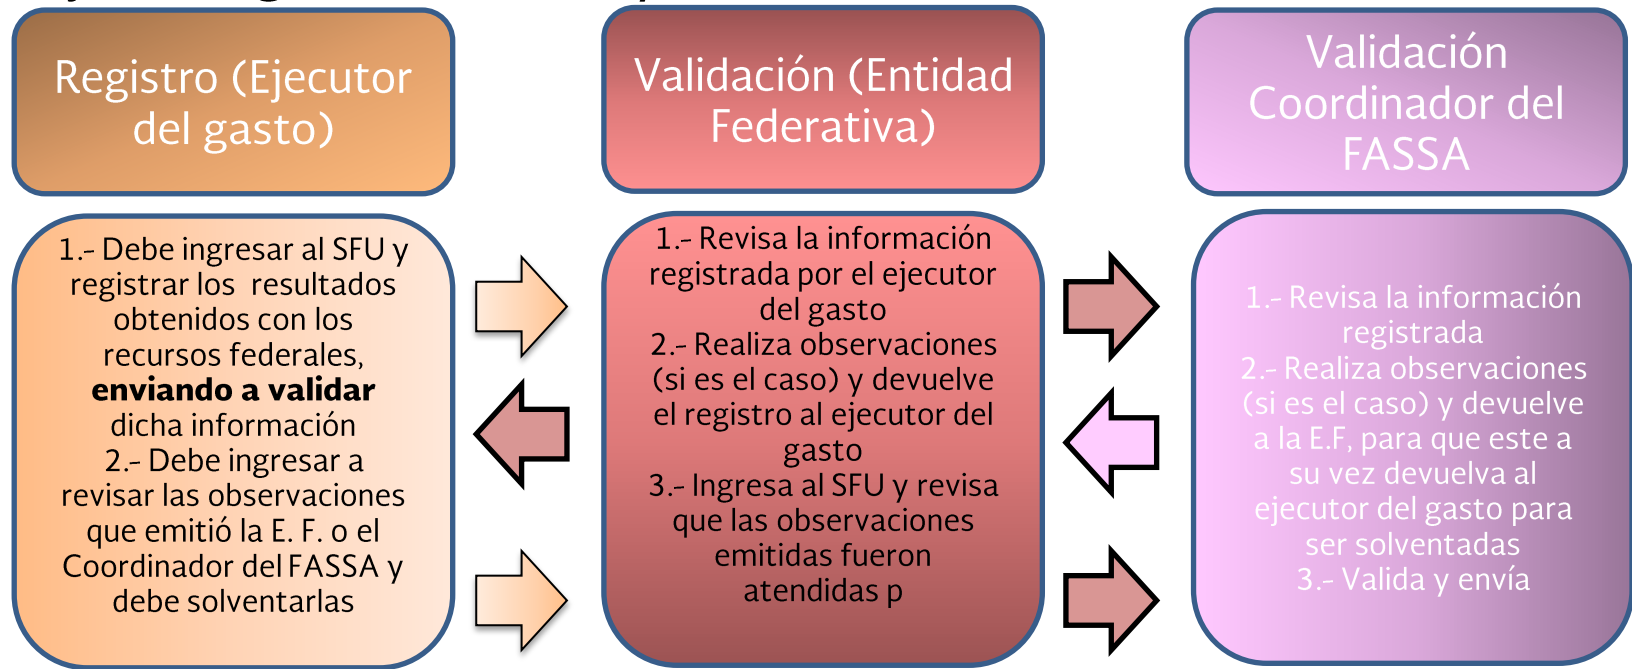 Registro (Ejecutor
del gasto)
Validación (Entidad
Federativa)
Validación
Coordinador del
FASSA
1.- Debe ingresar al SFU y
registrar los resultados
obtenidos con los
recursos federales,
enviando a validar
dicha información
2.- Debe ingresar a
revisar las observaciones
que emitió la E. F. o el
Coordinador del FASSA y
debe solventarlas
1.- Revisa la información
registrada por el ejecutor
del gasto
2.- Realiza observaciones
(si es el caso) y devuelve
el registro al ejecutor del
gasto
3.- Ingresa al SFU y revisa
que las observaciones
emitidas fueron
atendidas p
1.- Revisa la información
registrada
2.- Realiza observaciones
(si es el caso) y devuelve
a la E.F, para que este a
su vez devuelva al
ejecutor del gasto para
ser solventadas
3.- Valida y envía